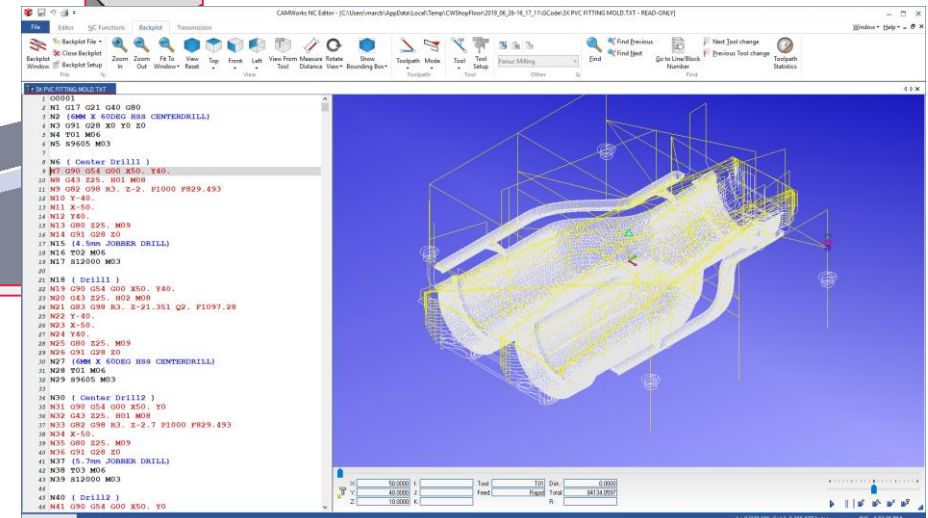 CAMWorks NC Editor - [C:\Users\marcb\AppData\Local\Temp\CWShopFloor\2019_06_26-16_17_11\GCode\3X PVC FITTING MOLD.TXT - READ-ONLY]
File Editor NC Functions Backplot Transmission Window Help
Backplot Window
Backplot File
Close Backplot
Backplot Setup
File
Zoom In Zoom Out Fit To Window View Reset Top Front Left View From Tool Measure Distance Rotate View Show Bounding Box
View
Toolpath Mode
Toolpath
Tool Tool Setup
Tool
Fanuc Milling
Other
Find Find Previous
Find Next
Go to Line/Block Number
Next Tool change
Previous Tool change
Find
Toolpath Statistics
3X PVC FITTING MOLD.TXT
1 O0001
2 N1 G17 G21 G40 G80
3 N2 (6MM X 60DEG HSS CENTERDRILL)
4 N3 G91 G28 X0 Y0 Z0
5 N4 T01 M06
6 N5 S9605 M03
7
8 N6 ( Center Drill1 )
9 N7 G90 G54 G00 X50. Y40.
10 N8 G43 Z25. H01 M08
11 N9 G82 G98 R3. Z-2. P1000 F829.493
12 N10 Y-40.
13 N11 X-50.
14 N12 Y40.
15 N13 G80 Z25. M09
16 N14 G91 G28 Z0
17 N15 (4.5mm JOBBER DRILL)
18 N16 T02 M06
19 N17 S12000 M03
20
21 N18 ( Drill1 )
22 N19 G90 G54 G00 X50. Y40.
23 N20 G43 Z25. H02 M08
24 N21 G83 G98 R3. Z-21.351 Q2. F1097.28
25 N22 Y-40.
26 N23 X-50.
27 N24 Y40.
28 N25 G80 Z25. M09
29 N26 G91 G28 Z0
30 N27 (6MM X 60DEG HSS CENTERDRILL)
31 N28 T01 M06
32 N29 S9605 M03
33
34 N30 ( Center Drill2 )
35 N31 G90 G54 G00 X50. Y0
36 N32 G43 Z25. H01 M08
37 N33 G82 G98 R3. Z-2.7 P1000 F829.493
38 N34 X-50.
39 N35 G80 Z25. M09
40 N36 G91 G28 Z0
41 N37 (5.7mm JOBBER DRILL)
42 N38 T03 M06
43 N39 S12000 M03
44
45 N40 ( Drill2 )
46 N41 G90 G54 G00 X50. Y0
X: 50.0000 I: Tool T01 Dist. 0.0000
Y: 40.0000 J: Feed: Rapid Total
Z: 10.0000 K: R: